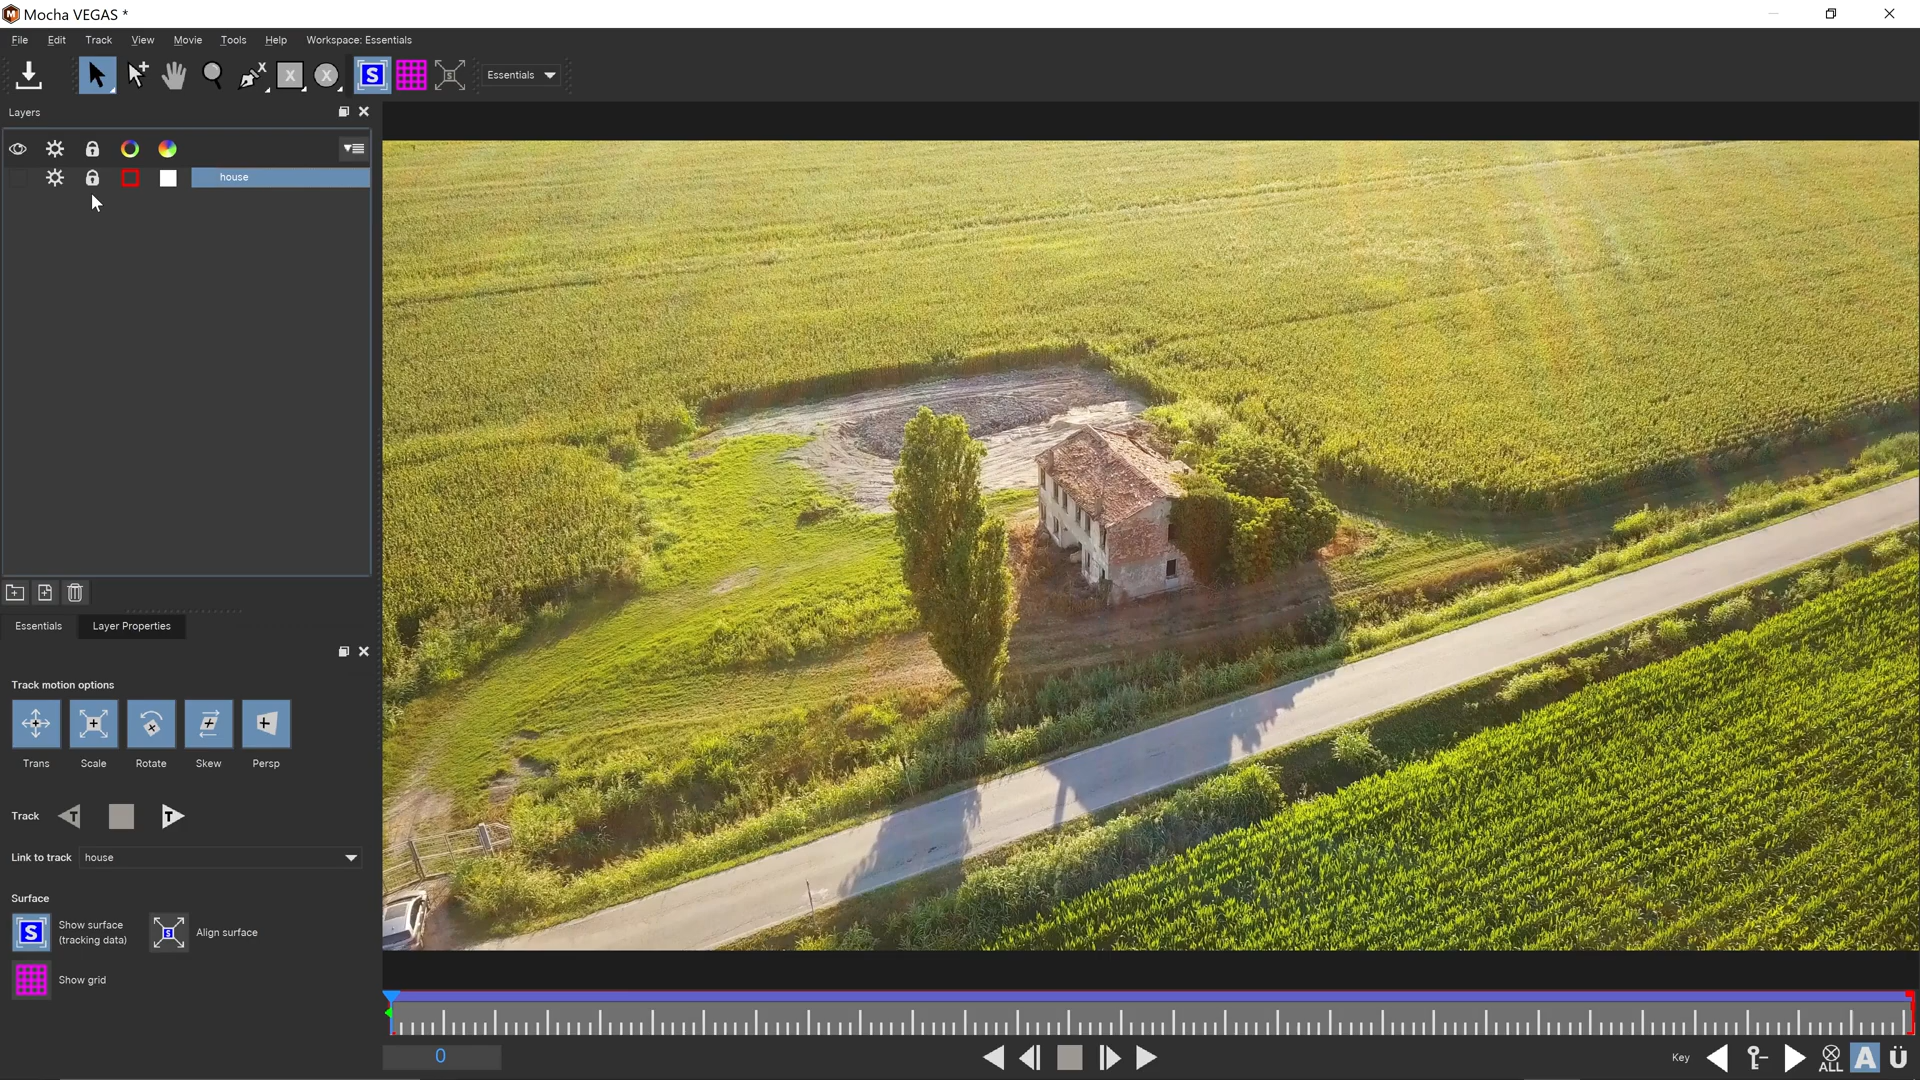 Mocha VEGAS *
File Edit Track View Movie Tools Help Workspace: Essentials
S S Essentials
Layers
house
Essentials Layer Properties
Track motion options
Trans Scale Rotate Skew Persp
Track T T
Link to track house
Surface
S Show surface
(tracking data)
S Align surface
Show grid
0
Key ALL A Ü